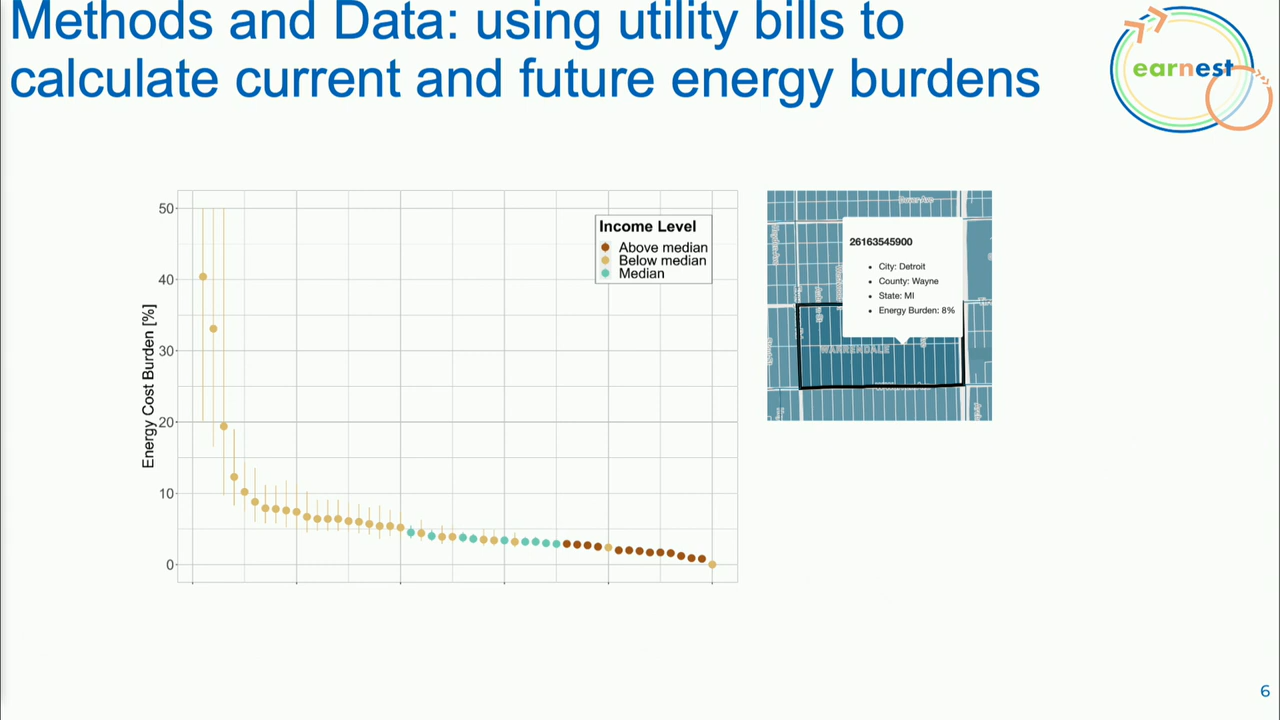 Methods and Data: using utility bills to
calculate current and future energy burdens
earnest
50
40
30
20
10
0
Energy Cost Burden [%]
Income Level
Above median
Below median
Median
26163545900
City: Detroit
County: Wayne
State: MI
Energy Burden: 8%
WARRENDALE
6